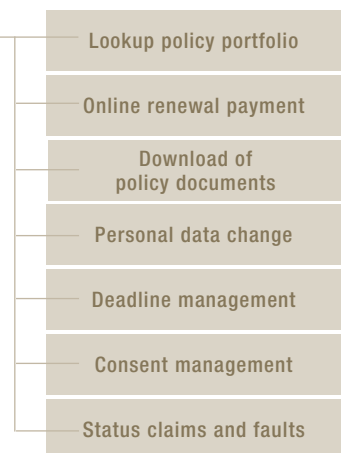 Lookup policy portfolio
Online renewal payment
Download of
policy documents
Personal data change
Deadline management
Consent management
Status claims and faults